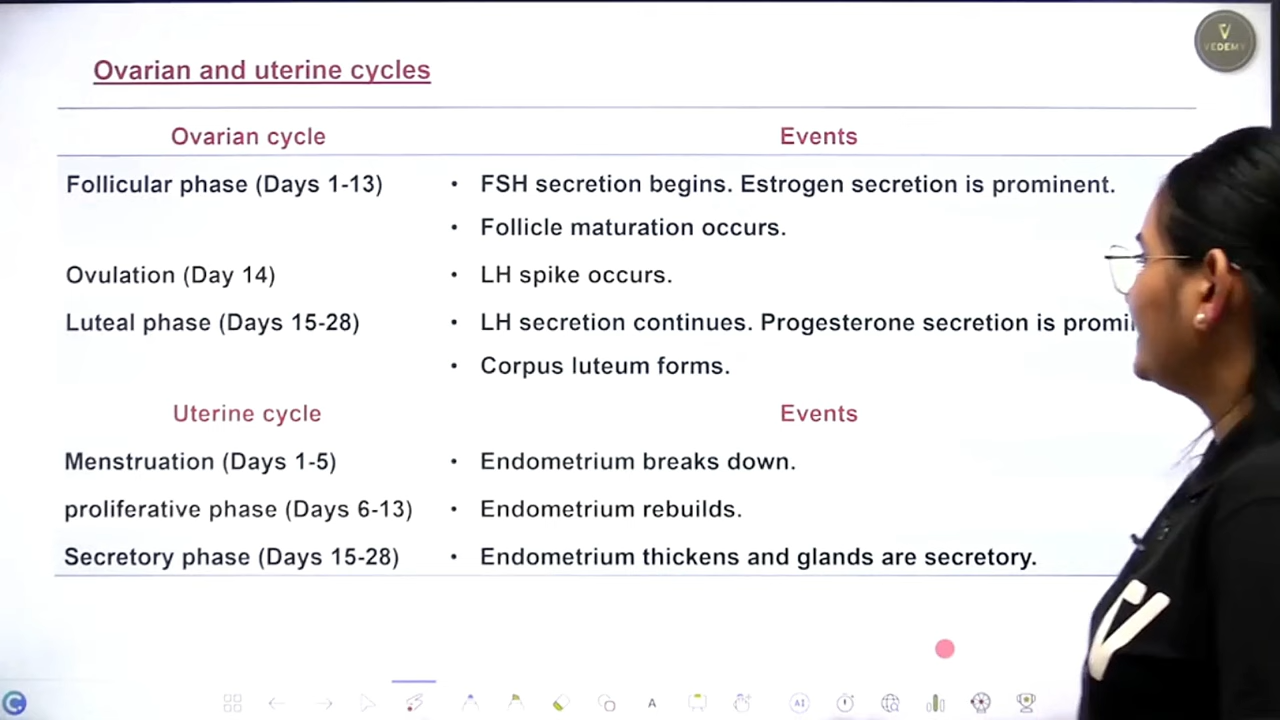 VEDEMY
Ovarian and uterine cycles
Ovarian cycle Events
Follicular phase (Days 1-13) • FSH secretion begins. Estrogen secretion is prominent.
• Follicle maturation occurs.
Ovulation (Day 14) • LH spike occurs.
Luteal phase (Days 15-28) • LH secretion continues. Progesterone secretion is
• Corpus luteum forms.
Uterine cycle Events
Menstruation (Days 1-5) • Endometrium breaks down.
proliferative phase (Days 6-13) • Endometrium rebuilds.
Secretory phase (Days 15-28) • Endometrium thickens and glands are secretory.
A AI